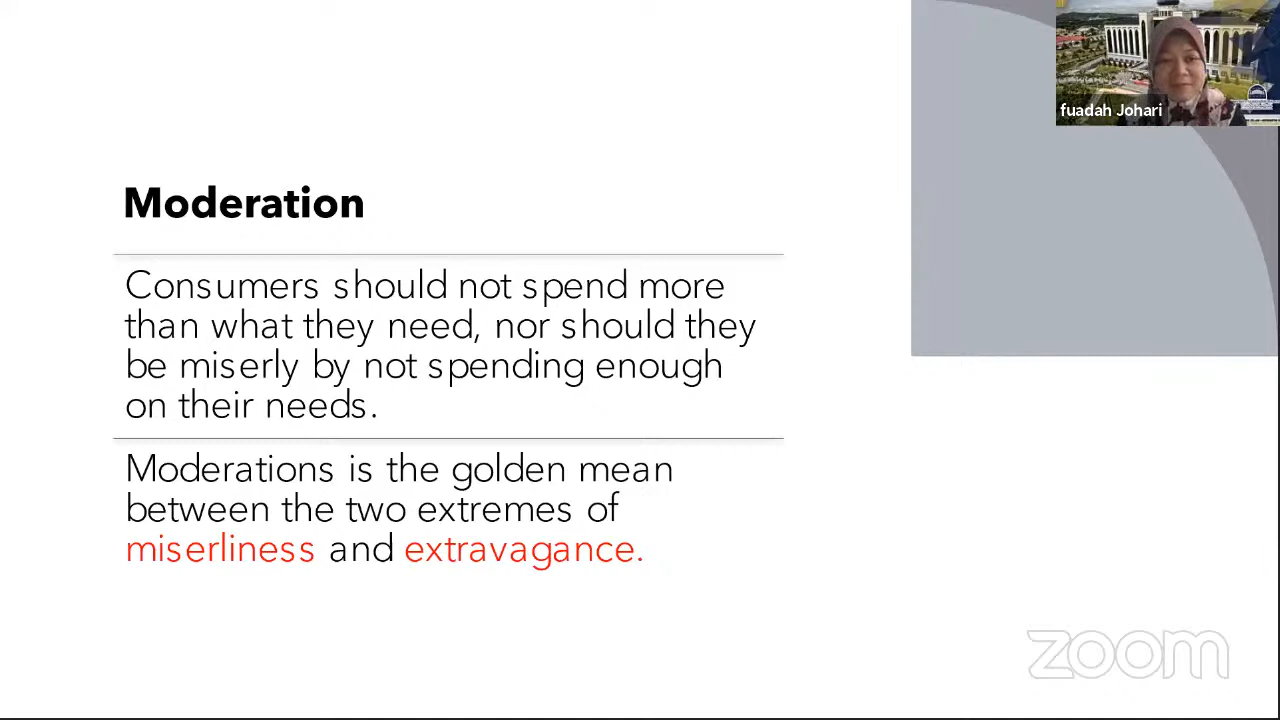 fuadah Johari
Moderation
Consumers should not spend more
than what they need, nor should they
be miserly by not spending enough
on their needs.
Moderations is the golden mean
between the two extremes of
miserliness and extravagance.
zoom